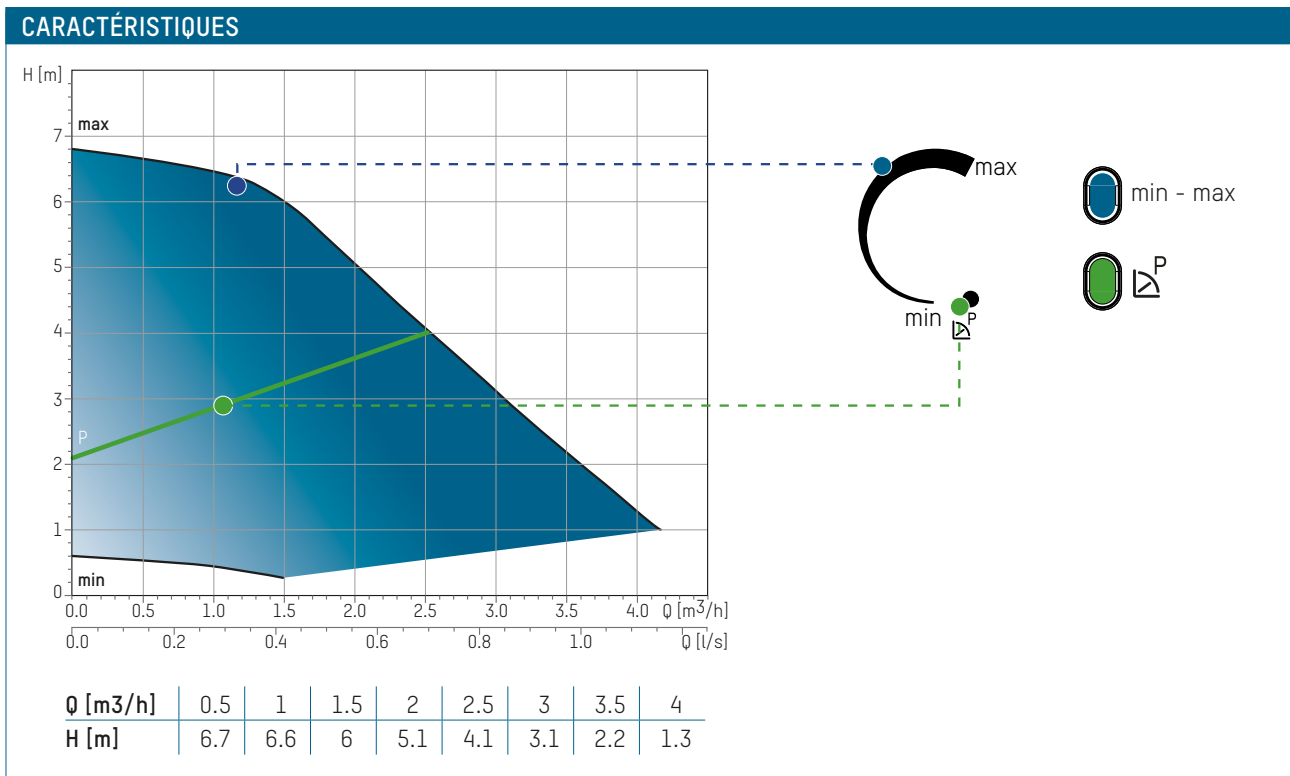 CARACTÉRISTIQUES
H [m]
max
7
6
5
4
3
2
1
0
P
min
0.0 0.5 1.0 1.5 2.0 2.5 3.0 3.5 4.0 Q [m³/h]
0.0 0.2 0.4 0.6 0.8 1.0 Q [l/s]
max
min
P
min - max
P
Q [m3/h] 0.5 1 1.5 2 2.5 3 3.5 4
H [m] 6.7 6.6 6 5.1 4.1 3.1 2.2 1.3